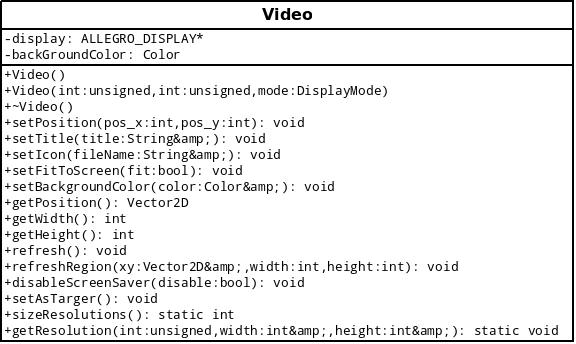 Video
-display: ALLEGRO_DISPLAY*
-backGroundColor: Color
+Video()
+Video(int:unsigned,int:unsigned,mode:DisplayMode)
+~Video()
+setPosition(pos_x:int,pos_y:int): void
+setTitle(title:String&amp;): void
+setIcon(fileName:String&amp;): void
+setFitToScreen(fit:bool): void
+setBackgroundColor(color:Color&amp;): void
+getPosition(): Vector2D
+getWidth(): int
+getHeight(): int
+refresh(): void
+refreshRegion(xy:Vector2D&amp;,width:int,height:int): void
+disableScreenSaver(disable:bool): void
+setAsTarger(): void
+sizeResolutions(): static int
+getResolution(int:unsigned,width:int&amp;,height:int&amp;): static void